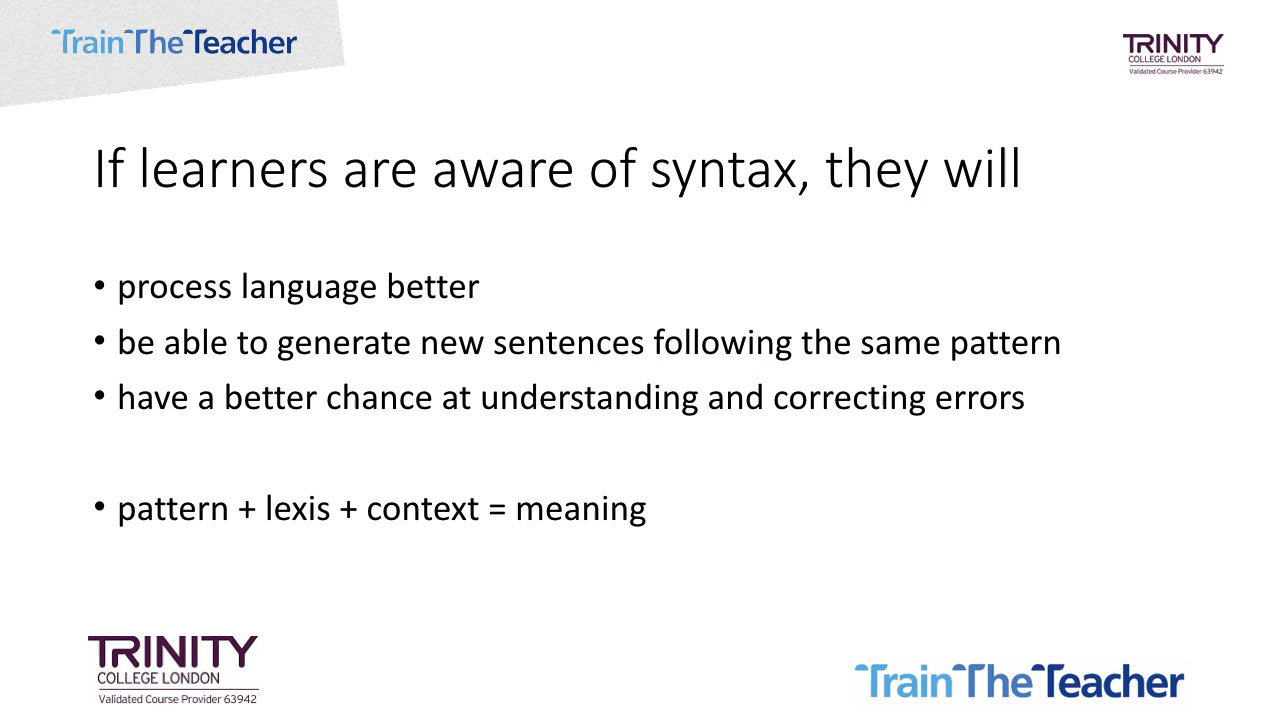 TrainTheTeacher
TRINITY
COLLEGE LONDON
Validated Course Provider 63942
If learners are aware of syntax, they will
• process language better
• be able to generate new sentences following the same pattern
• have a better chance at understanding and correcting errors
• pattern + lexis + context = meaning
TRINITY
COLLEGE LONDON
Validated Course Provider 63942
TrainTheTeacher